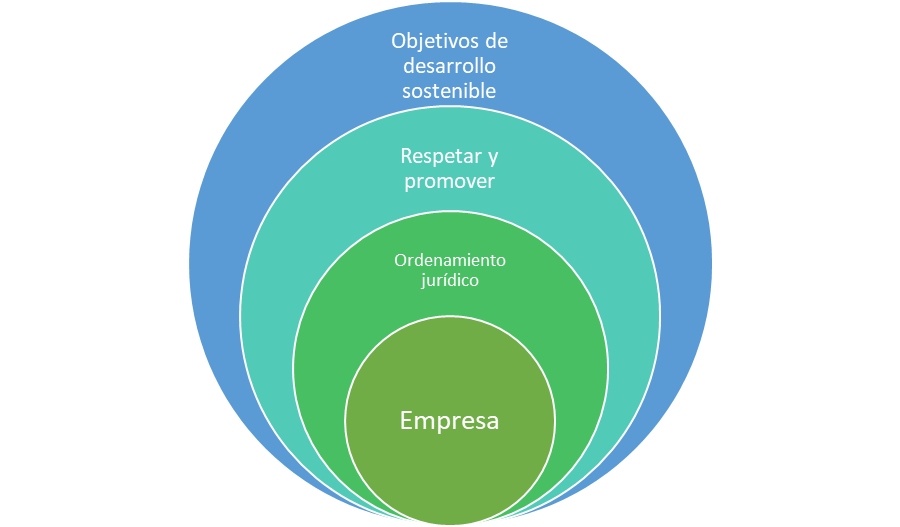 Objetivos de
desarrollo
sostenible
Respetar y
promover
Ordenamiento
jurídico
Empresa